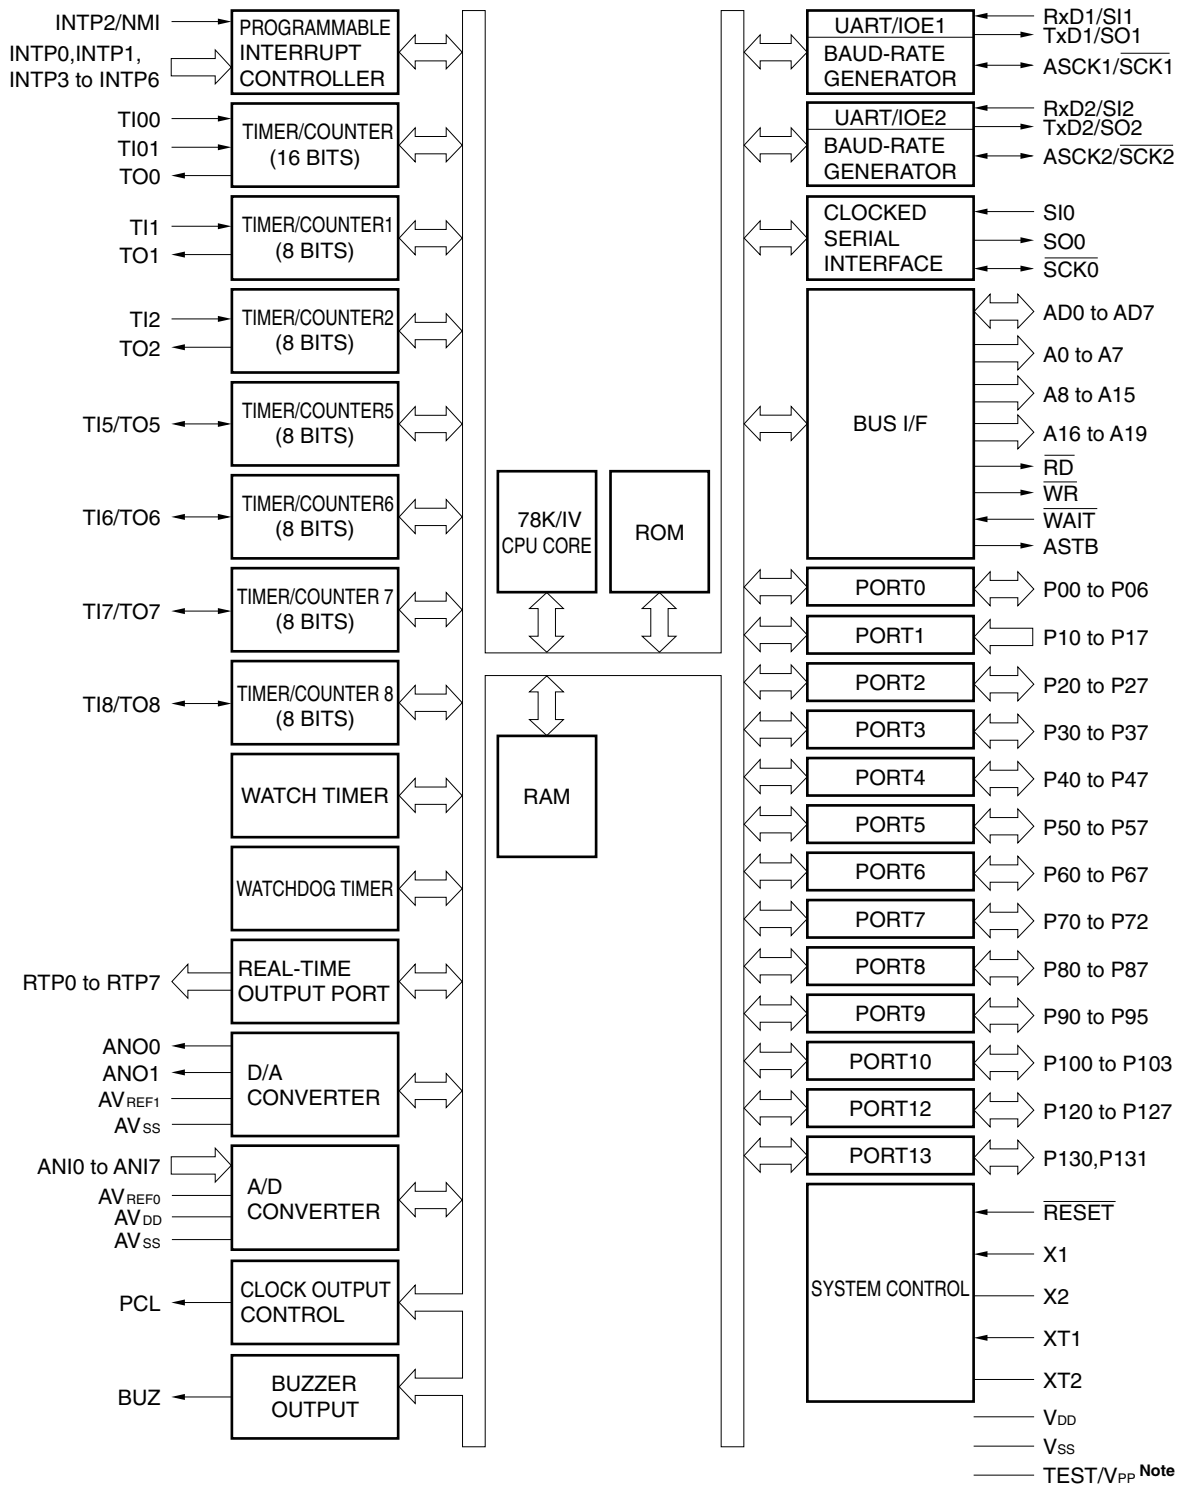 INTP2/NMI
INTP0,INTP1,
INTP3 to INTP6
PROGRAMMABLE
INTERRUPT
CONTROLLER
TI00
TI01
TO0
TIMER/COUNTER
(16 BITS)
TI1
TO1
TIMER/COUNTER1
(8 BITS)
TI2
TO2
TIMER/COUNTER2
(8 BITS)
TI5/TO5
TIMER/COUNTER5
(8 BITS)
TI6/TO6
TIMER/COUNTER6
(8 BITS)
TI7/TO7
TIMER/COUNTER 7
(8 BITS)
TI8/TO8
TIMER/COUNTER 8
(8 BITS)
WATCH TIMER
WATCHDOG TIMER
RTP0 to RTP7
REAL-TIME
OUTPUT PORT
ANO0
ANO1
AVREF1
AVSS
D/A
CONVERTER
ANI0 to ANI7
AVREF0
AVDD
AVSS
A/D
CONVERTER
PCL
CLOCK OUTPUT
CONTROL
BUZ
BUZZER
OUTPUT
78K/IV
CPU CORE
ROM
RAM
UART/IOE1
BAUD-RATE
GENERATOR
RxD1/SI1
TxD1/SO1
ASCK1/SCK1
UART/IOE2
BAUD-RATE
GENERATOR
RxD2/SI2
TxD2/SO2
ASCK2/SCK2
CLOCKED
SERIAL
INTERFACE
SI0
SO0
SCK0
BUS I/F
AD0 to AD7
A0 to A7
A8 to A15
A16 to A19
RD
WR
WAIT
ASTB
PORT0
P00 to P06
PORT1
P10 to P17
PORT2
P20 to P27
PORT3
P30 to P37
PORT4
P40 to P47
PORT5
P50 to P57
PORT6
P60 to P67
PORT7
P70 to P72
PORT8
P80 to P87
PORT9
P90 to P95
PORT10
P100 to P103
PORT12
P120 to P127
PORT13
P130,P131
SYSTEM CONTROL
RESET
X1
X2
XT1
XT2
VDD
VSS
TEST/VPP Note